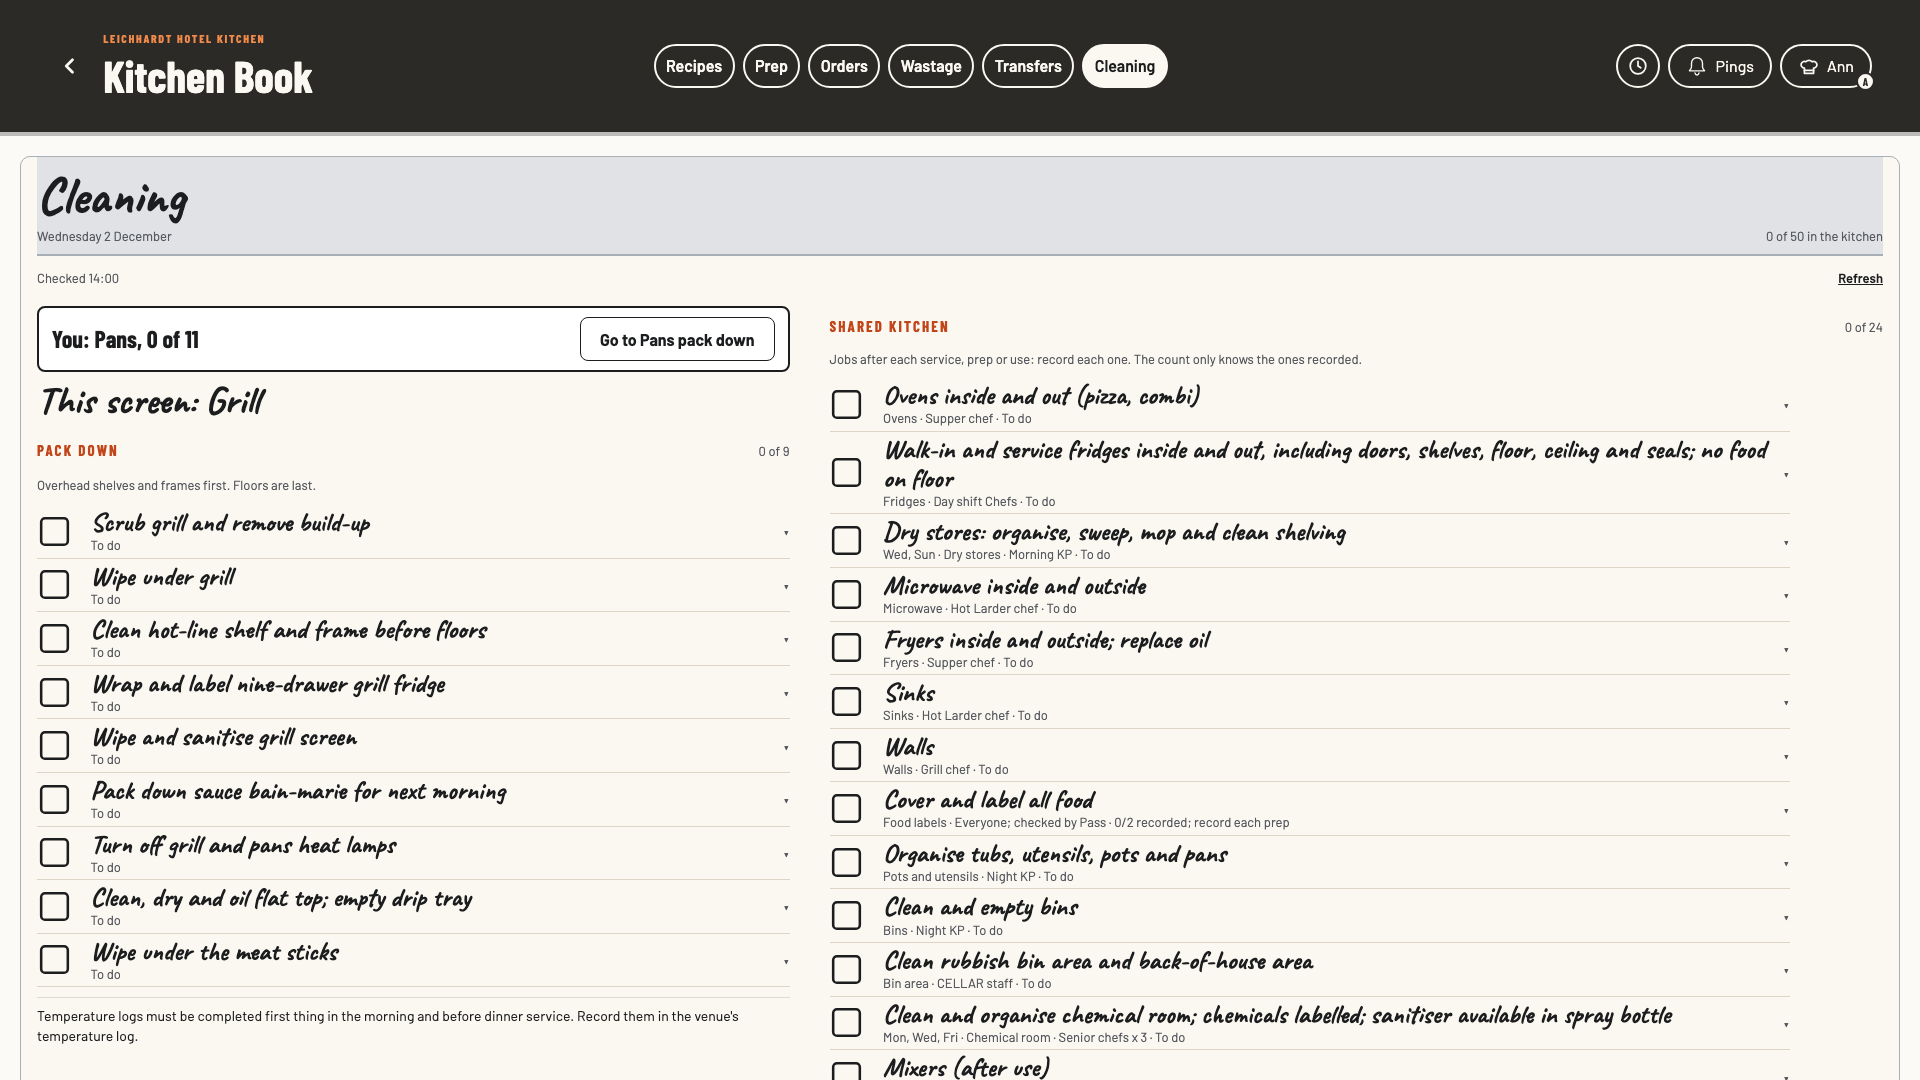 LEICHHARDT HOTEL KITCHEN
Kitchen Book
Recipes
Prep
Orders
Wastage
Transfers
Cleaning
Pings
Ann
A
Cleaning
Wednesday 2 December
0 of 50 in the kitchen
Checked 14:00
Refresh
You: Pans, 0 of 11
Go to Pans pack down
This screen: Grill
PACK DOWN
0 of 9
Overhead shelves and frames first. Floors are last.
Scrub grill and remove build-up
To do
Wipe under grill
To do
Clean hot-line shelf and frame before floors
To do
Wrap and label nine-drawer grill fridge
To do
Wipe and sanitise grill screen
To do
Pack down sauce bain-marie for next morning
To do
Turn off grill and pans heat lamps
To do
Clean, dry and oil flat top; empty drip tray
To do
Wipe under the meat sticks
To do
Temperature logs must be completed first thing in the morning and before dinner service. Record them in the venue's
temperature log.
SHARED KITCHEN
0 of 24
Jobs after each service, prep or use: record each one. The count only knows the ones recorded.
Ovens inside and out (pizza, combi)
Ovens · Supper chef · To do
Walk-in and service fridges inside and out, including doors, shelves, floor, ceiling and seals; no food
on floor
Fridges · Day shift Chefs · To do
Dry stores: organise, sweep, mop and clean shelving
Wed, Sun · Dry stores · Morning KP · To do
Microwave inside and outside
Microwave · Hot Larder chef · To do
Fryers inside and outside; replace oil
Fryers · Supper chef · To do
Sinks
Sinks · Hot Larder chef · To do
Walls
Walls · Grill chef · To do
Cover and label all food
Food labels · Everyone; checked by Pass · 0/2 recorded; record each prep
Organise tubs, utensils, pots and pans
Pots and utensils · Night KP · To do
Clean and empty bins
Bins · Night KP · To do
Clean rubbish bin area and back-of-house area
Bin area · CELLAR staff · To do
Clean and organise chemical room; chemicals labelled; sanitiser available in spray bottle
Mon, Wed, Fri · Chemical room · Senior chefs x 3 · To do
Mixers (after use)